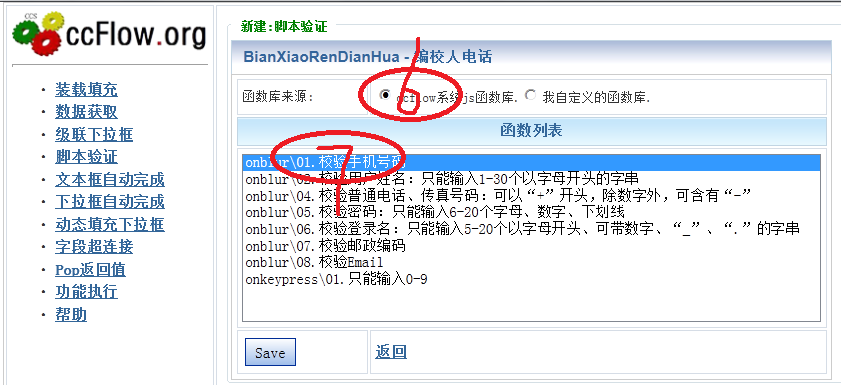 CCS
ccFlow.org
装载填充
数据获取
级联下拉框
脚本验证
文本框自动完成
下拉框自动完成
动态填充下拉框
字段超连接
Pop返回值
功能执行
帮助
新建:脚本验证
BianXiaoRenDianHua - 编校人电话
函数库来源:
ccflow系统js函数库. 我自定义的函数库.
6
函数列表
7
onblur\01.校验手机号码
onblur\02.校验用户姓名：只能输入1-30个以字母开头的字串
onblur\04.校验普通电话、传真号码：可以“+”开头，除数字外，可含有“-”
onblur\05.校验密码：只能输入6-20个字母、数字、下划线
onblur\06.校验登录名：只能输入5-20个以字母开头、可带数字、“_”、“.”的字串
onblur\07.校验邮政编码
onblur\08.校验Email
onkeypress\01.只能输入0-9
Save 返回